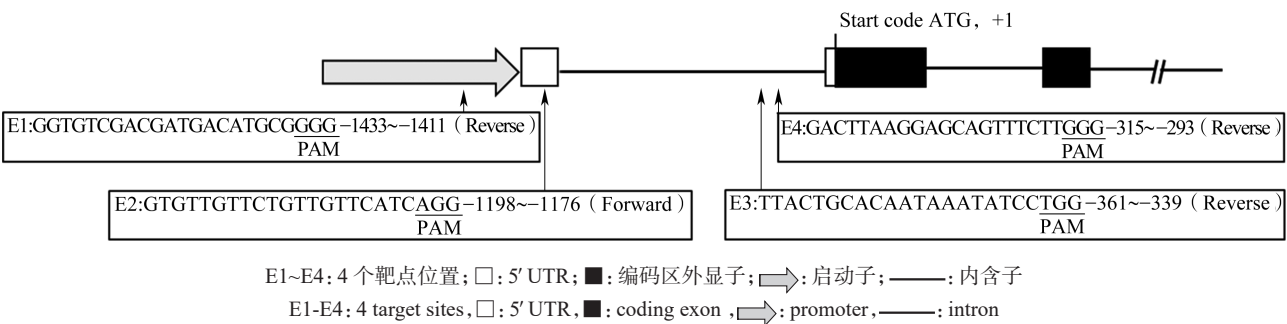 Start code ATG, +1
E1:GGTGTCGACGATGACATGCGGGG −1433~−1411 (Reverse)
PAM
E4:GACTTAAGGAGCAGTTTCTTGGG −315~−293 (Reverse)
PAM
E2:GTGTTGTTCTGTTGTTCATCAGG −1198~−1176 (Forward)
PAM
E3:TTACTGCACAATAAATATCCTGG −361~−339 (Reverse)
PAM
E1~E4: 4 个靶点位置; □: 5′ UTR; ■: 编码区外显子; : 启动子; ——: 内含子
E1-E4: 4 target sites, □: 5′ UTR, ■: coding exon , : promoter, ——: intron